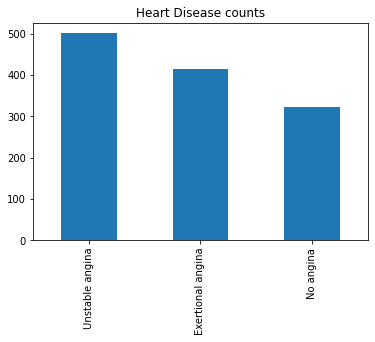 Heart Disease counts
500
400
300
200
100
0
Unstable angina
Exertional angina
No angina